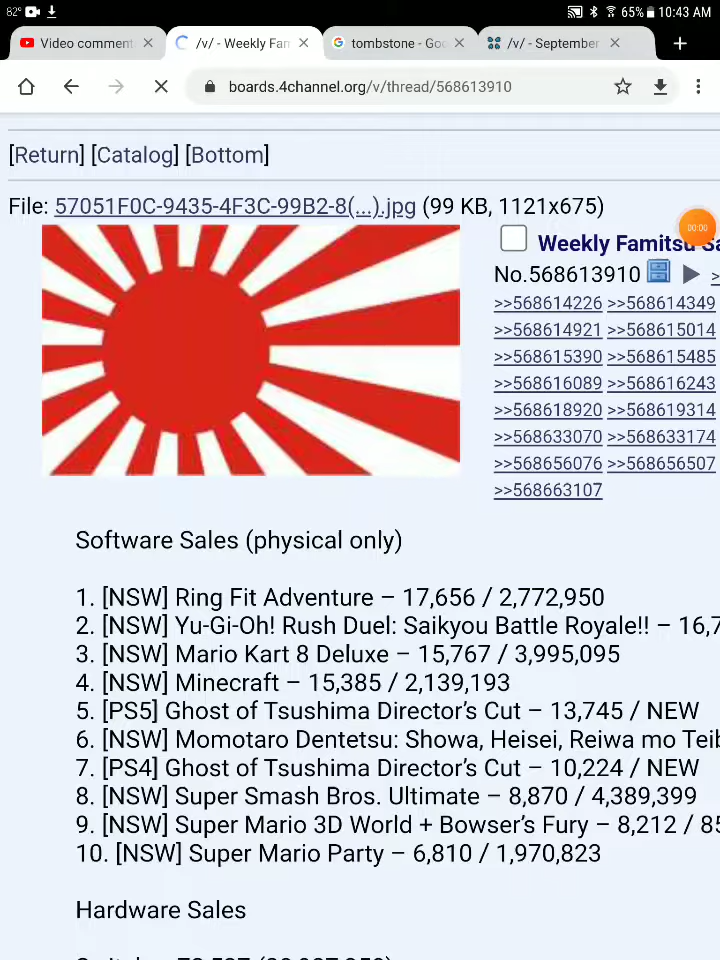 82° 65% 10:43 AM
Video comment /v/ - Weekly Fam tombstone - Goo /v/ - September
boards.4channel.org/v/thread/568613910
[Return] [Catalog] [Bottom]
File: 57051F0C-9435-4F3C-99B2-8(...).jpg (99 KB, 1121x675)
00:00
Weekly Famitsu Sa
No.568613910 ▶ >
>>568614226 >>568614349
>>568614921 >>568615014
>>568615390 >>568615485
>>568616089 >>568616243
>>568618920 >>568619314
>>568633070 >>568633174
>>568656076 >>568656507
>>568663107
Software Sales (physical only)
1. [NSW] Ring Fit Adventure – 17,656 / 2,772,950
2. [NSW] Yu-Gi-Oh! Rush Duel: Saikyou Battle Royale!! – 16,7
3. [NSW] Mario Kart 8 Deluxe – 15,767 / 3,995,095
4. [NSW] Minecraft – 15,385 / 2,139,193
5. [PS5] Ghost of Tsushima Director’s Cut – 13,745 / NEW
6. [NSW] Momotaro Dentetsu: Showa, Heisei, Reiwa mo Teib
7. [PS4] Ghost of Tsushima Director’s Cut – 10,224 / NEW
8. [NSW] Super Smash Bros. Ultimate – 8,870 / 4,389,399
9. [NSW] Super Mario 3D World + Bowser’s Fury – 8,212 / 85
10. [NSW] Super Mario Party – 6,810 / 1,970,823
Hardware Sales